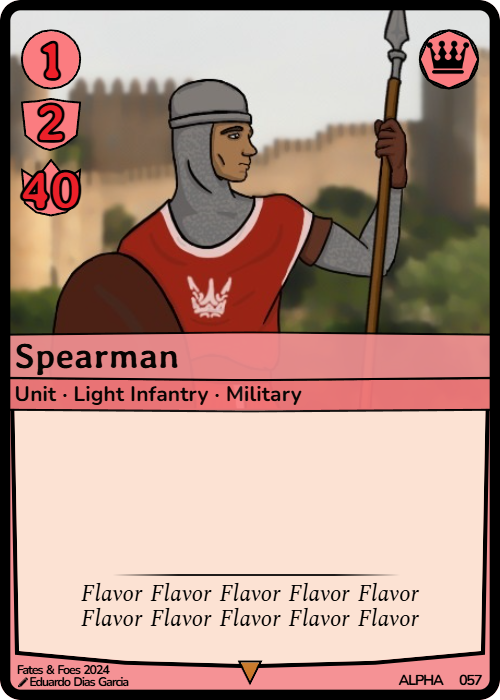 1
2
40
Spearman
Unit · Light Infantry · Military
Flavor Flavor Flavor Flavor Flavor
Flavor Flavor Flavor Flavor Flavor
Fates & Foes 2024
Eduardo Dias Garcia
ALPHA 057